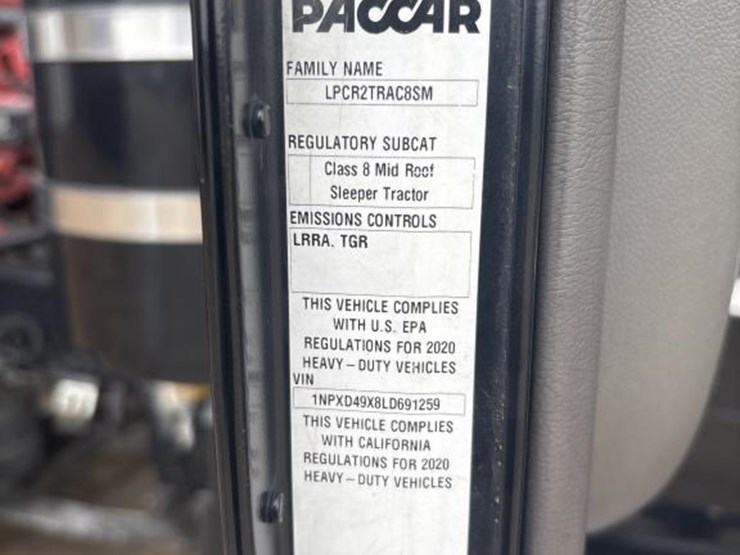 PACCAR
FAMILY NAME
LPCR2TRAC8SM
REGULATORY SUBCAT
Class 8 Mid Roof
Sleeper Tractor
EMISSIONS CONTROLS
LRRA. TGR
THIS VEHICLE COMPLIES
WITH U.S. EPA
REGULATIONS FOR 2020
HEAVY-DUTY VEHICLES
VIN
1NPXD49X8LD691259
THIS VEHICLE COMPLIES
WITH CALIFORNIA
REGULATIONS FOR 2020
HEAVY-DUTY VEHICLES